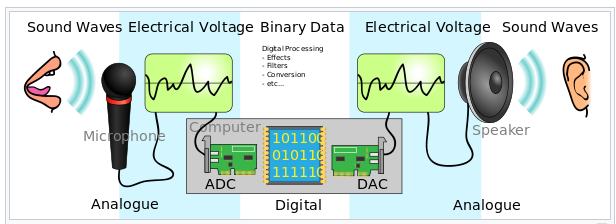 Sound Waves Electrical Voltage Binary Data Electrical Voltage Sound Waves
Digital Processing
- Effects
- Filters
- Conversion
- etc...
Microphone
Computer
Speaker
101100
010110
111110
ADC
DAC
Analogue
Digital
Analogue